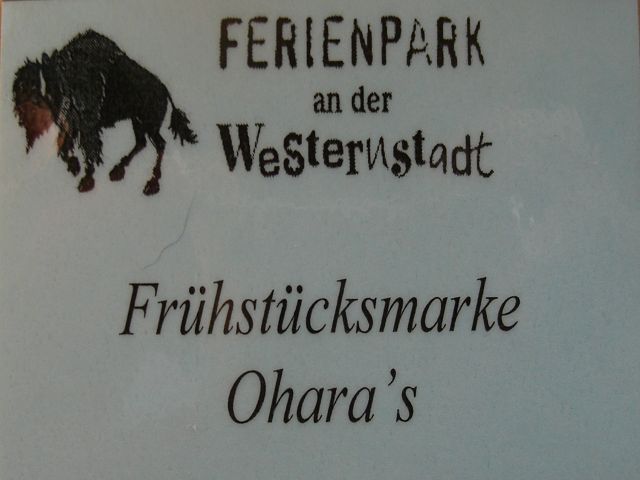 FERIENPARK
an der
Westernstadt
Frühstücksmarke
Ohara's